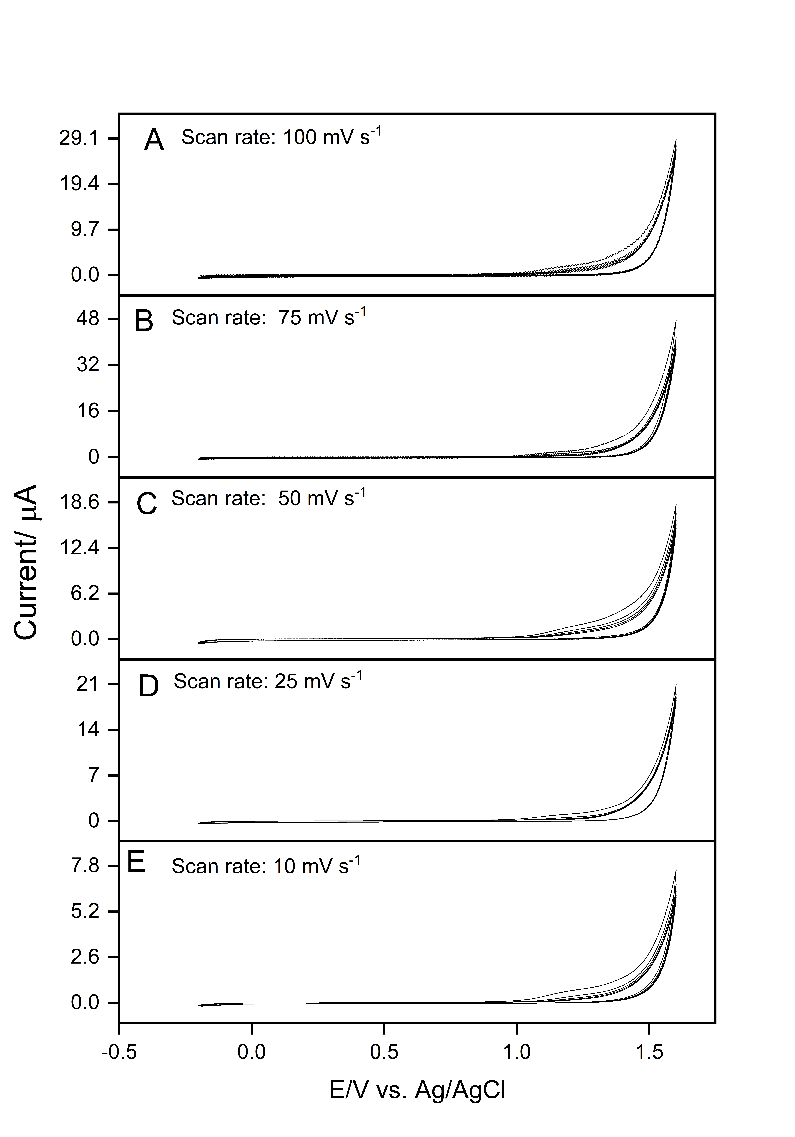 A Scan rate: 100 mV s⁻¹
29.1
19.4
9.7
0.0
B Scan rate: 75 mV s⁻¹
48
32
16
0
C Scan rate: 50 mV s⁻¹
18.6
12.4
6.2
0.0
D Scan rate: 25 mV s⁻¹
21
14
7
0
E Scan rate: 10 mV s⁻¹
7.8
5.2
2.6
0.0
Current/ μA
-0.5 0.0 0.5 1.0 1.5
E/V vs. Ag/AgCl